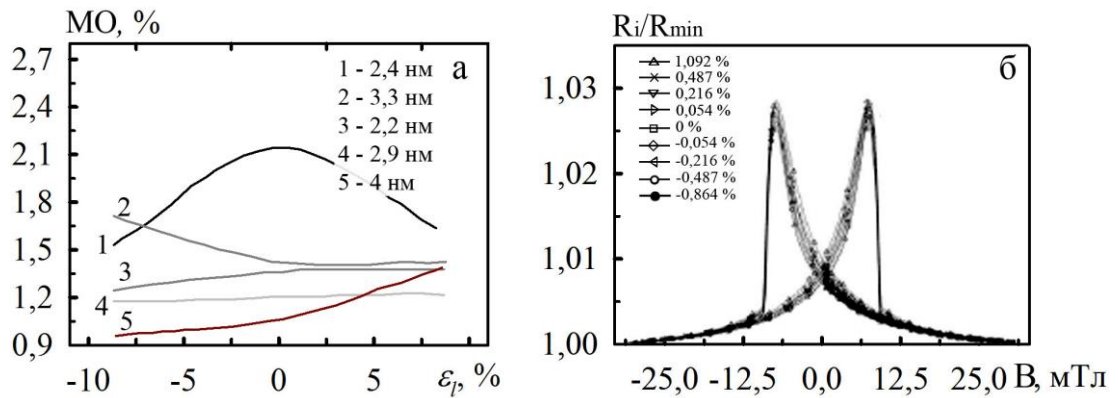 МО, %
а
2,7
2,4
2,1
1,8
1,5
1,2
0,9
1 - 2,4 нм
2 - 3,3 нм
3 - 2,2 нм
4 - 2,9 нм
5 - 4 нм
2
1
3
4
5
-10 -5 0 5 εl, %
Ri/Rmin
б
1,03
1,02
1,01
1,00
1,092 %
0,487 %
0,216 %
0,054 %
0 %
-0,054 %
-0,216 %
-0,487 %
-0,864 %
-25,0 -12,5 0,0 12,5 25,0 В, мТл